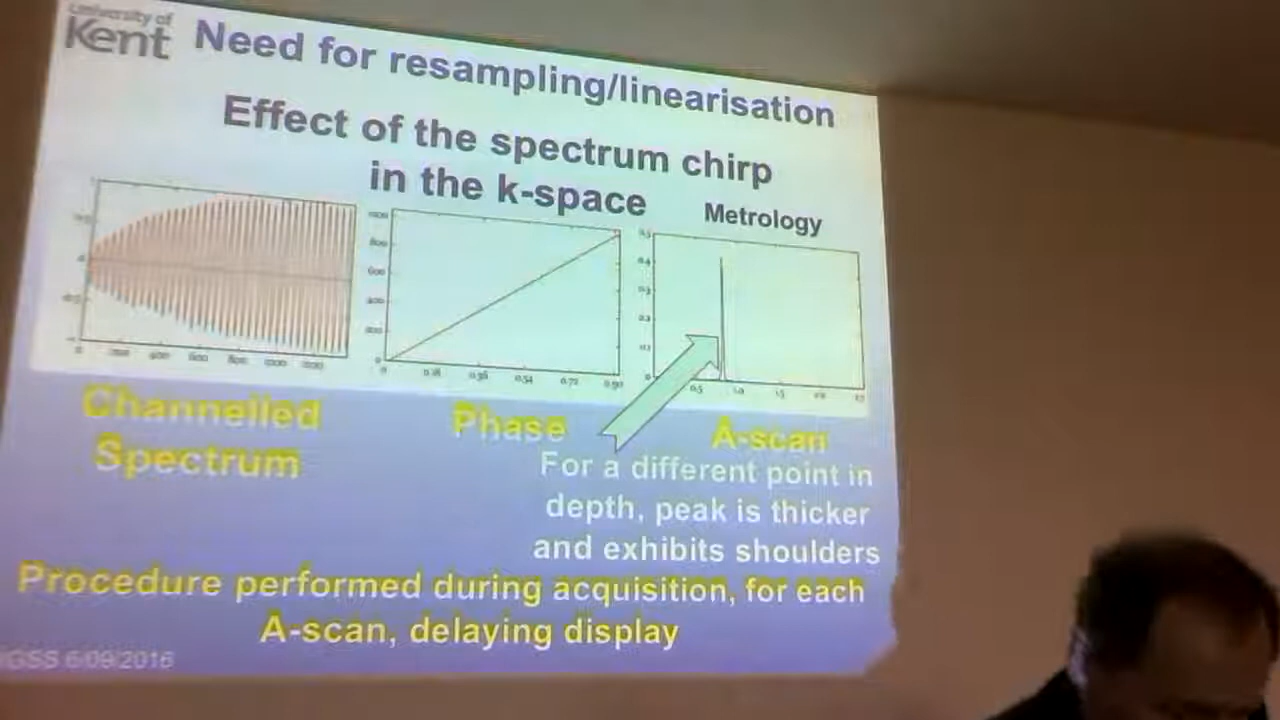 University of
Kent
Need for resampling/linearisation
Effect of the spectrum chirp
in the k-space
Metrology
Channelled
Spectrum
Phase
A-scan
For a different point in
depth, peak is thicker
and exhibits shoulders
Procedure performed during acquisition, for each
A-scan, delaying display
GSS 6/09/2016